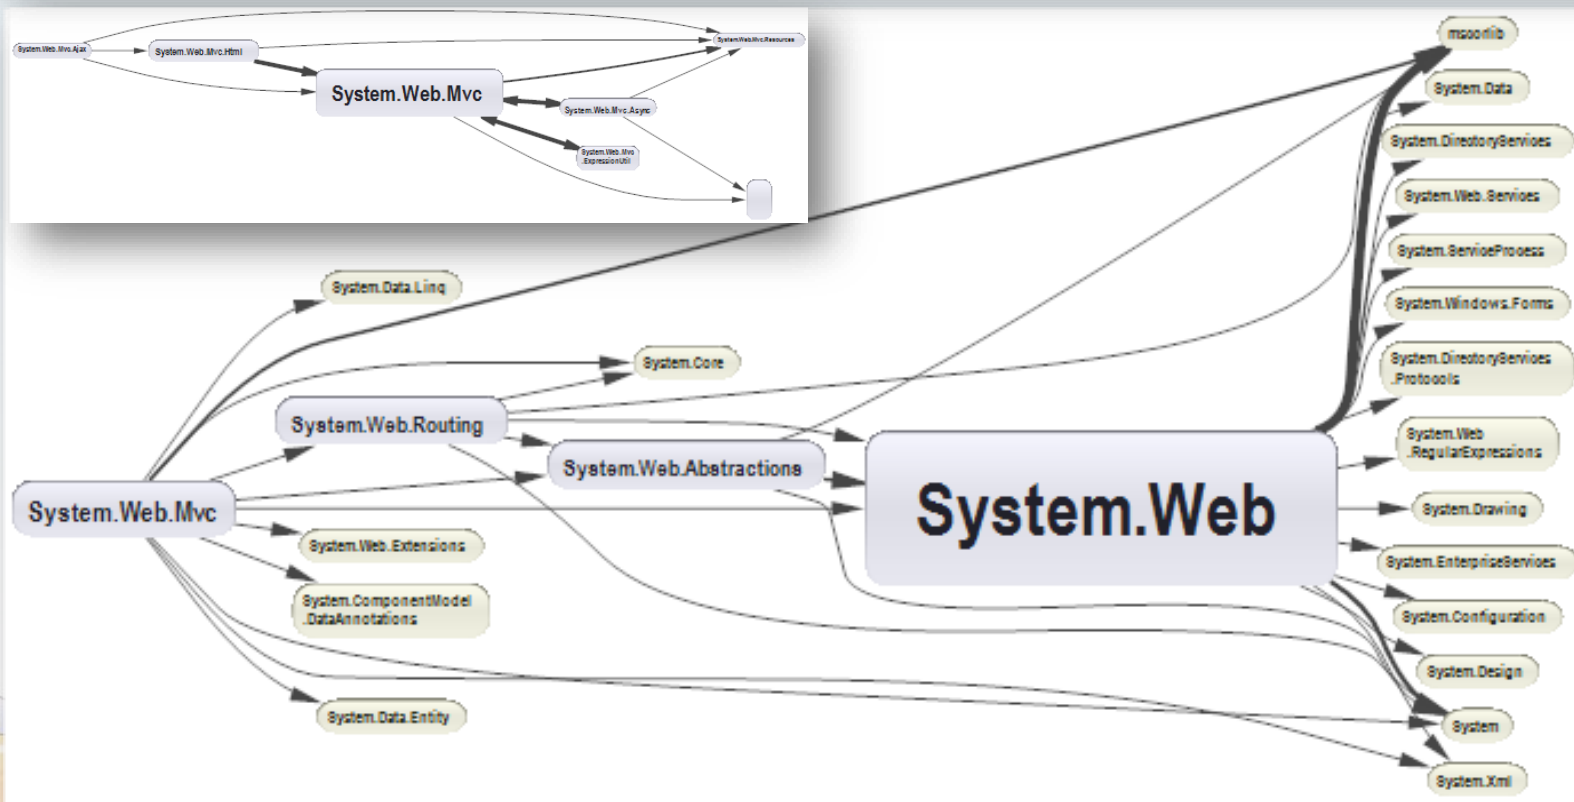 System.Web.Mvc.Ajax
System.Web.Mvc.Html
System.Web.Mvc.Resources
System.Web.Mvc
System.Web.Mvc.Async
System.Web.Mvc
.ExpressionUtil
mscorlib
System.Data
System.DirectoryServices
System.Web.Services
System.ServiceProcess
System.Windows.Forms
System.DirectoryServices
.Protocols
System.Web
.RegularExpressions
System.Drawing
System.EnterpriseServices
System.Configuration
System.Design
System
System.Xml
System.Data.Linq
System.Core
System.Web.Routing
System.Web.Abstractions
System.Web
System.Web.Mvc
System.Web.Extensions
System.ComponentModel
.DataAnnotations
System.Data.Entity